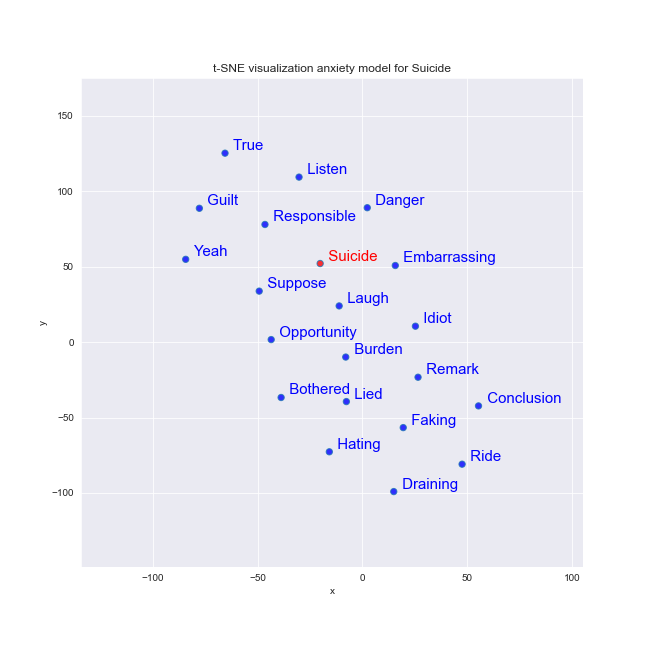 t-SNE visualization anxiety model for Suicide
150
100
50
0
−50
−100
y
True
Listen
Guilt
Danger
Responsible
Yeah
Suicide
Embarrassing
Suppose
Laugh
Idiot
Opportunity
Burden
Remark
Bothered
Lied
Conclusion
Faking
Hating
Ride
Draining
−100
−50
0
50
100
x